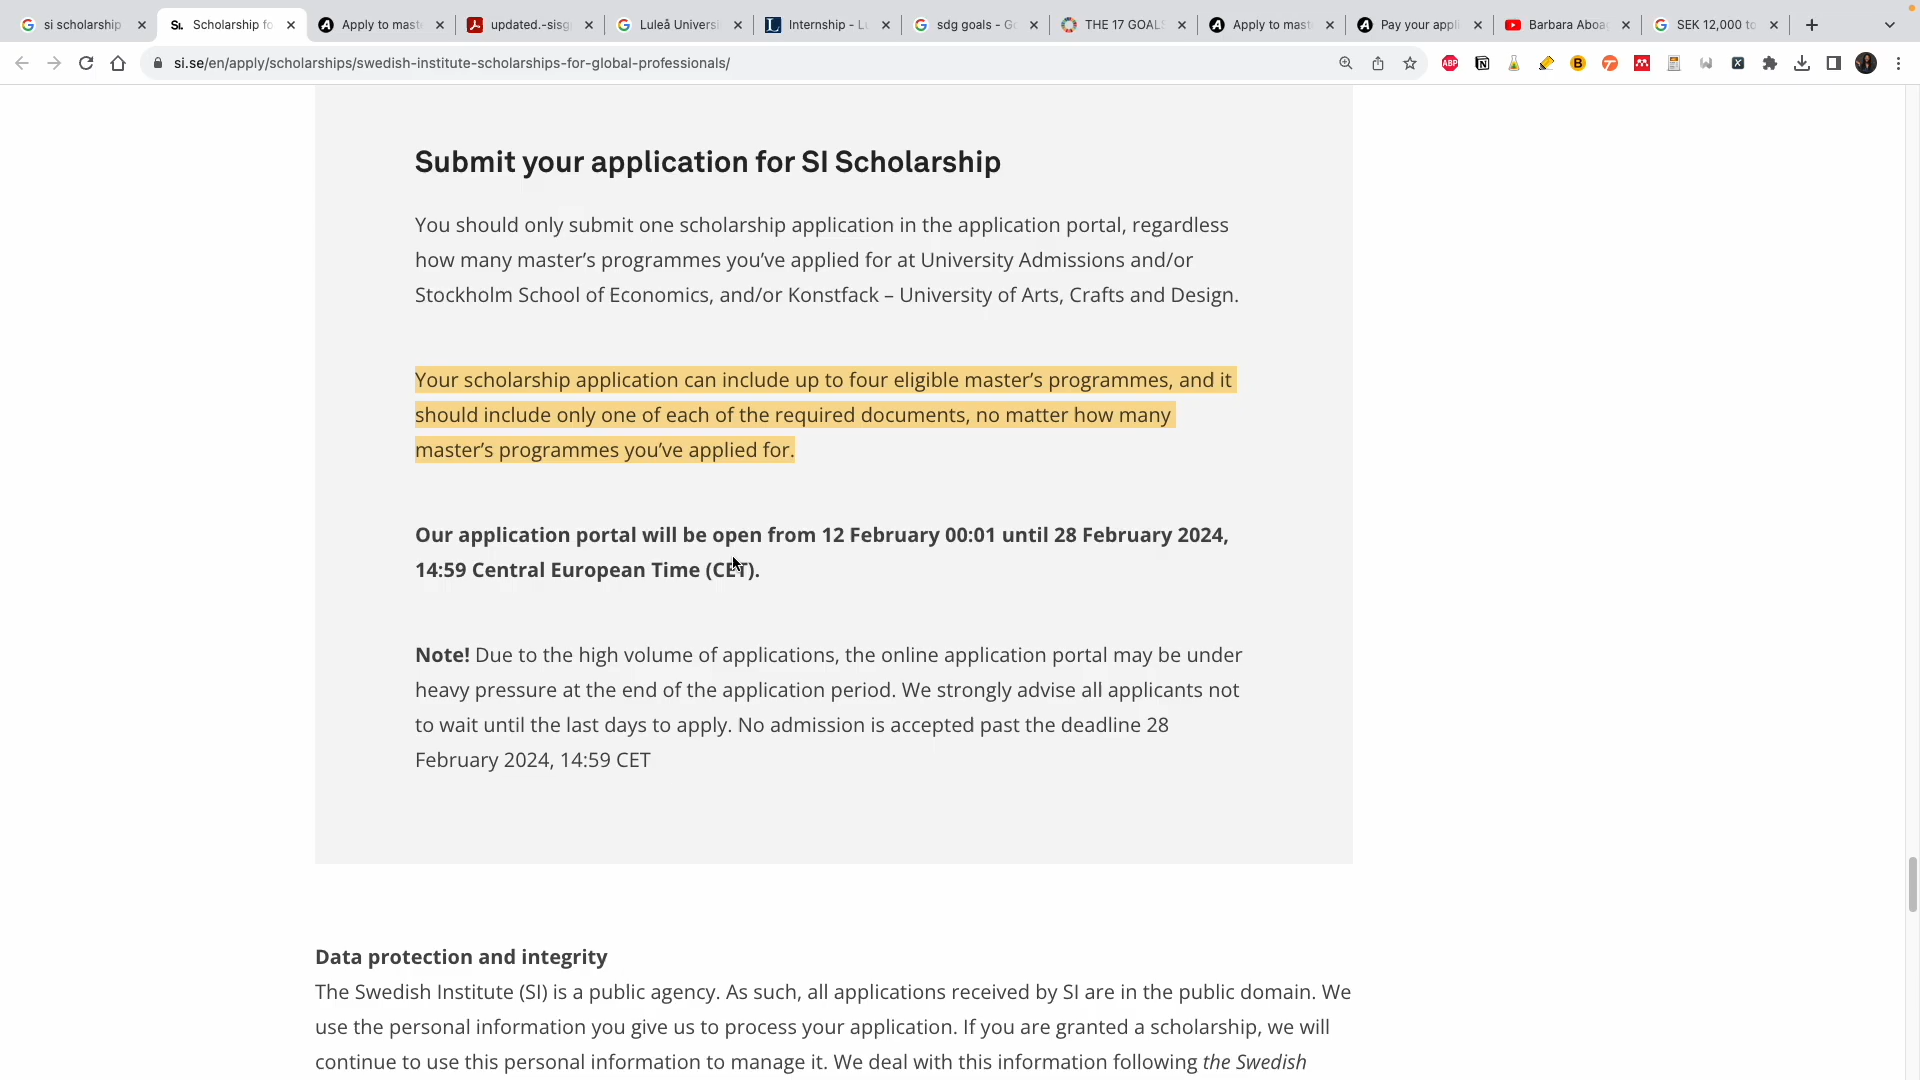 si scholarship
Scholarship fo
Apply to mast
updated.-sisg
Luleå Universi
Internship - Lu
sdg goals - Go
THE 17 GOALS
Apply to mast
Pay your appli
Barbara Aboa
SEK 12,000 to
si.se/en/apply/scholarships/swedish-institute-scholarships-for-global-professionals/
ABP
Submit your application for SI Scholarship
You should only submit one scholarship application in the application portal, regardless
how many master’s programmes you’ve applied for at University Admissions and/or
Stockholm School of Economics, and/or Konstfack – University of Arts, Crafts and Design.
Your scholarship application can include up to four eligible master’s programmes, and it
should include only one of each of the required documents, no matter how many
master’s programmes you’ve applied for.
Our application portal will be open from 12 February 00:01 until 28 February 2024,
14:59 Central European Time (CET).
Note! Due to the high volume of applications, the online application portal may be under
heavy pressure at the end of the application period. We strongly advise all applicants not
to wait until the last days to apply. No admission is accepted past the deadline 28
February 2024, 14:59 CET
Data protection and integrity
The Swedish Institute (SI) is a public agency. As such, all applications received by SI are in the public domain. We
use the personal information you give us to process your application. If you are granted a scholarship, we will
continue to use this personal information to manage it. We deal with this information following the Swedish